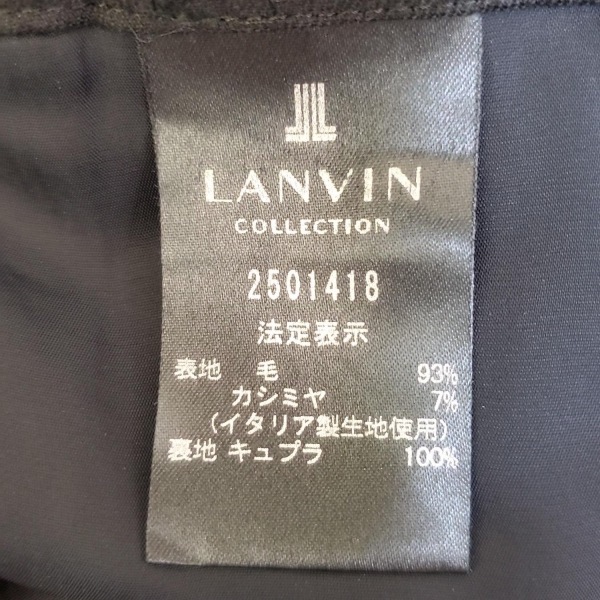 LANVIN
COLLECTION
2501418
法定表示
表地 毛 93%
カシミヤ 7%
(イタリア製生地使用)
裏地 キュプラ 100%